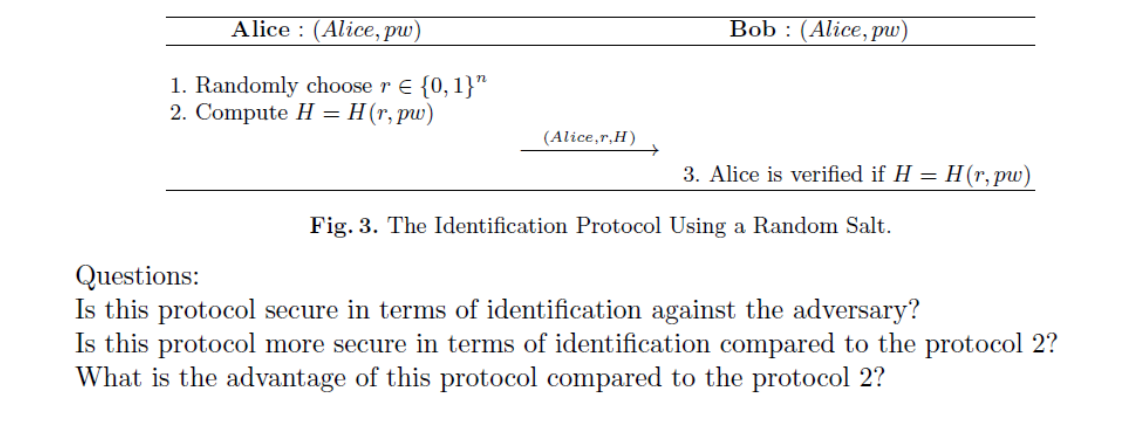 Alice : (Alice, pw) Bob : (Alice, pw)
1. Randomly choose r ∈ {0, 1}ⁿ
2. Compute H = H(r, pw)
(Alice,r,H)
3. Alice is verified if H = H(r, pw)
Fig. 3. The Identification Protocol Using a Random Salt.
Questions:
Is this protocol secure in terms of identification against the adversary?
Is this protocol more secure in terms of identification compared to the protocol 2?
What is the advantage of this protocol compared to the protocol 2?